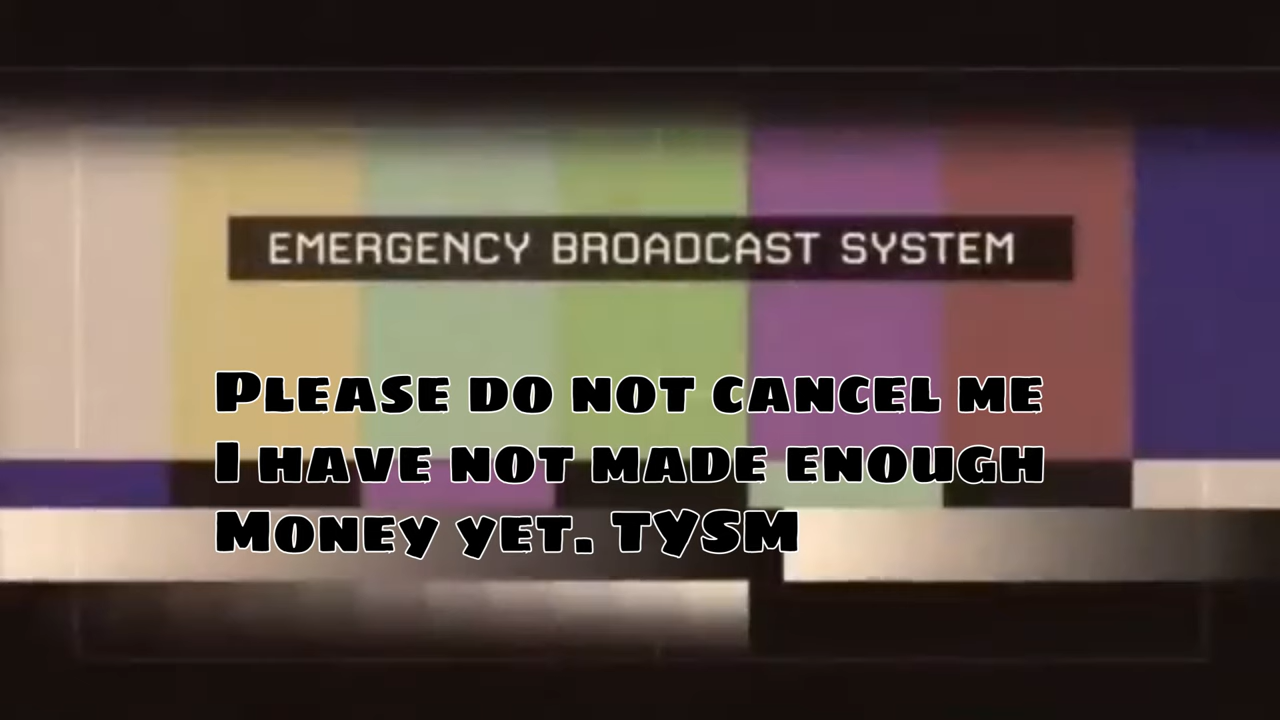 EMERGENCY BROADCAST SYSTEM
PLEASE DO NOT CANCEL ME
I HAVE NOT MADE ENOUGH
MONEY YET. TYSM